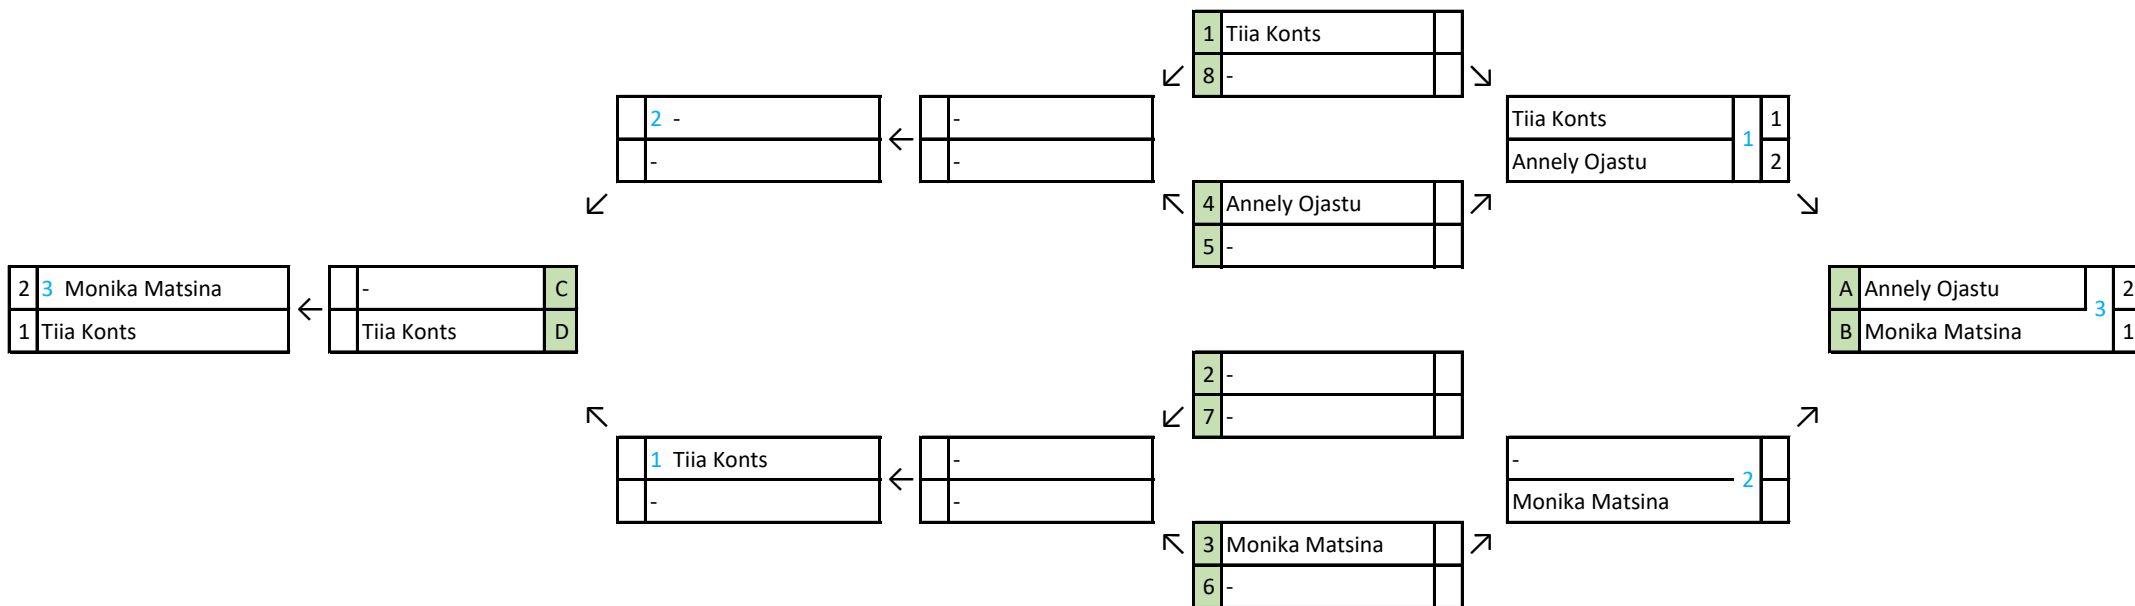 1 Tiia Konts
↙ 8 - ↘
2 - ← - Tiia Konts 1 1
- - Annely Ojastu 2
↙ ↖ 4 Annely Ojastu ↗ ↘
5 -
2 3 Monika Matsina ← - C A Annely Ojastu 3 2
1 Tiia Konts Tiia Konts D B Monika Matsina 1
2 -
↖ ↙ 7 - ↗
1 Tiia Konts ← - - 2
- - Monika Matsina
↖ 3 Monika Matsina ↗
6 -